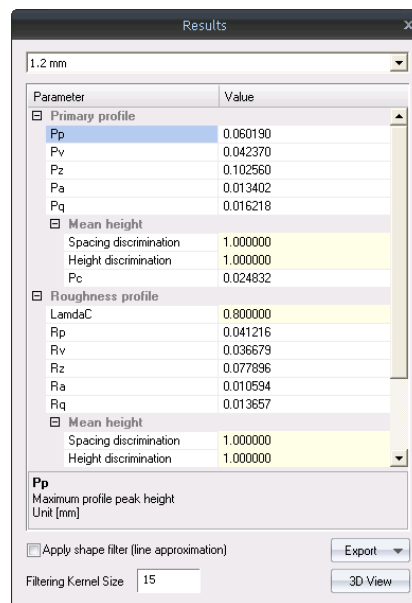 Results
1.2 mm
Parameter Value
Primary profile
Pp 0.060190
Pv 0.042370
Pz 0.102560
Pa 0.013402
Pq 0.016218
Mean height
Spacing discrimination 1.000000
Height discrimination 1.000000
Pc 0.024832
Roughness profile
LamdaC 0.800000
Rp 0.041216
Rv 0.036679
Rz 0.077896
Ra 0.010594
Rq 0.013657
Mean height
Spacing discrimination 1.000000
Height discrimination 1.000000
Pp
Maximum profile peak height
Unit [mm]
Apply shape filter (line approximation) Export
Filtering Kernel Size 15 3D View